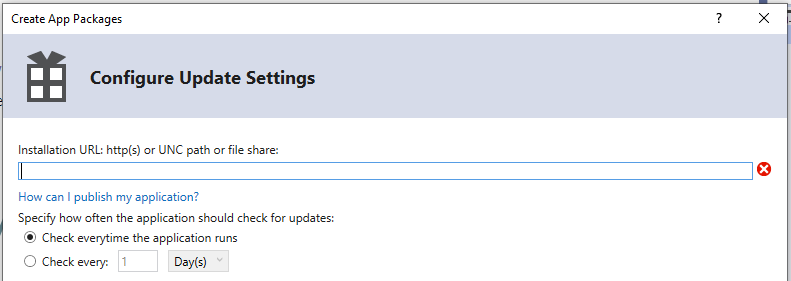 Create App Packages
?
Configure Update Settings
Installation URL: http(s) or UNC path or file share:
How can I publish my application?
Specify how often the application should check for updates:
Check everytime the application runs
Check every: 1 Day(s)